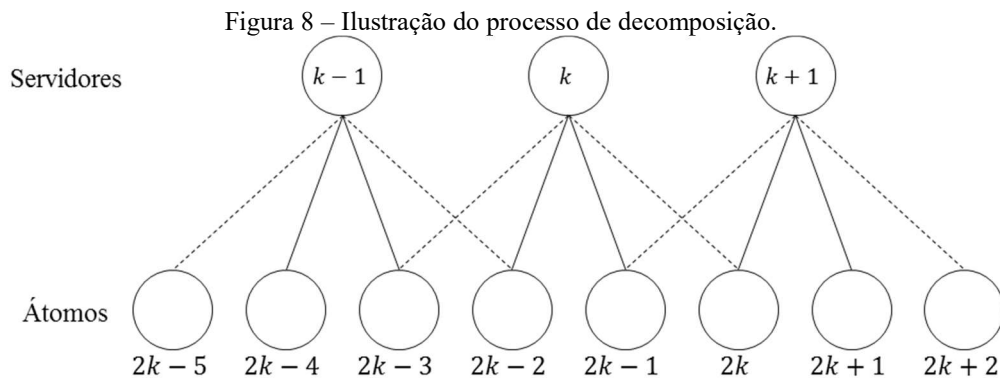 Figura 8 – Ilustração do processo de decomposição.
Servidores
k − 1 k k + 1
Átomos
2k − 5 2k − 4 2k − 3 2k − 2 2k − 1 2k 2k + 1 2k + 2